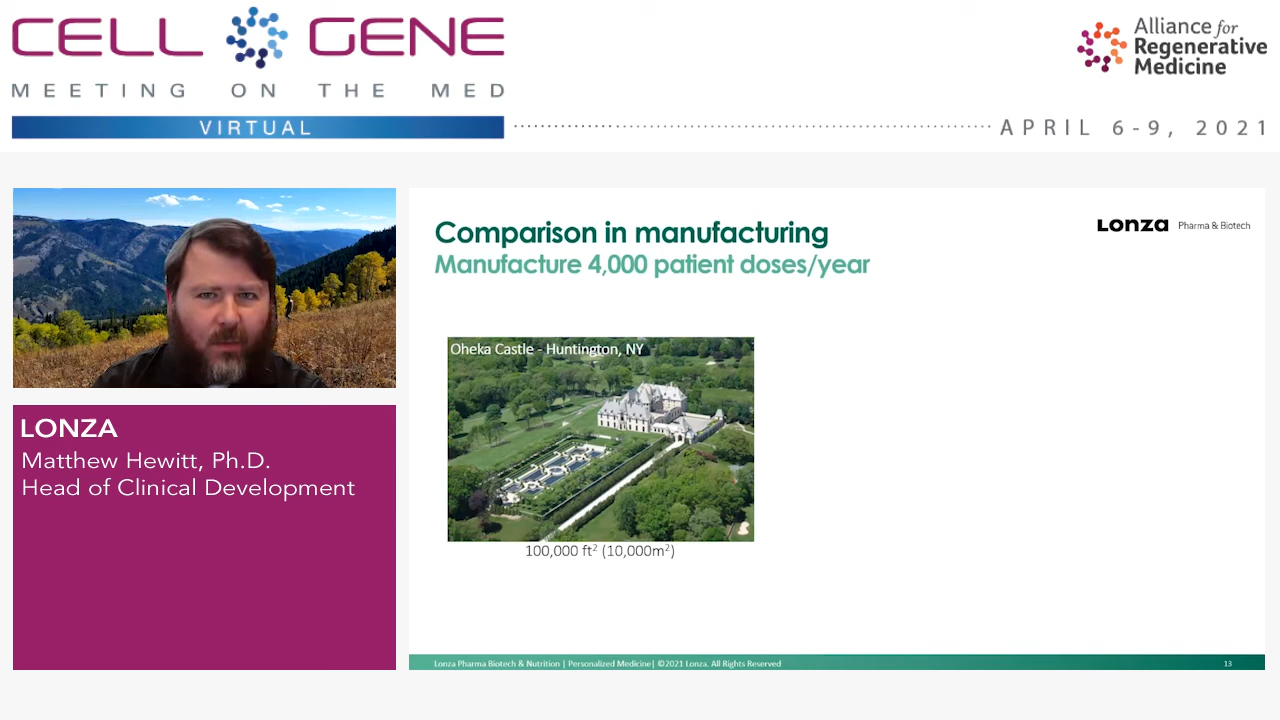 CELL GENE
MEETING ON THE MED
VIRTUAL
Alliance for
Regenerative
Medicine
APRIL 6-9, 2021
LONZA
Matthew Hewitt, Ph.D.
Head of Clinical Development
Comparison in manufacturing
Manufacture 4,000 patient doses/year
Lonza Pharma & Biotech
Oheka Castle - Huntington, NY
100,000 ft² (10,000m²)
Lonza Pharma Biotech & Nutrition | Personalized Medicine| ©2021 Lonza. All Rights Reserved
13